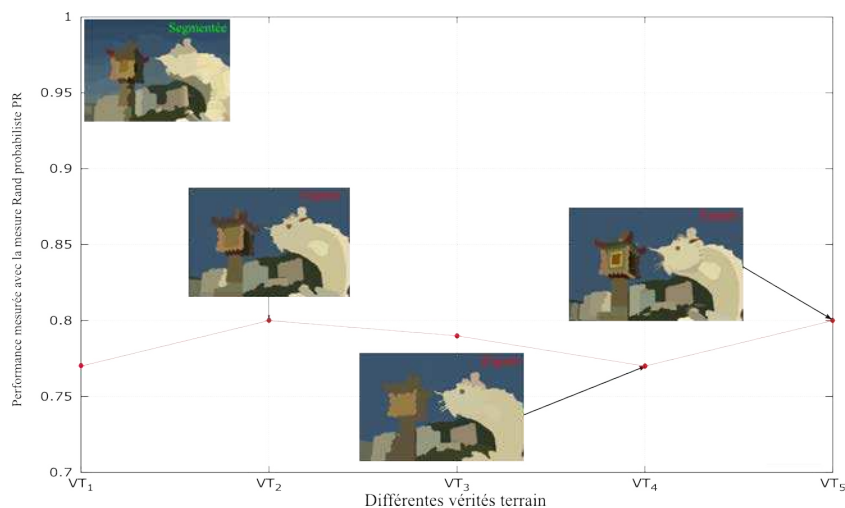 1
Segmentée
0.95
0.9
0.85
0.8
0.75
0.7
Performance mesurée avec la mesure Rand probabiliste PR
VT₁ VT₂ VT₃ VT₄ VT₅
Différentes vérités terrain